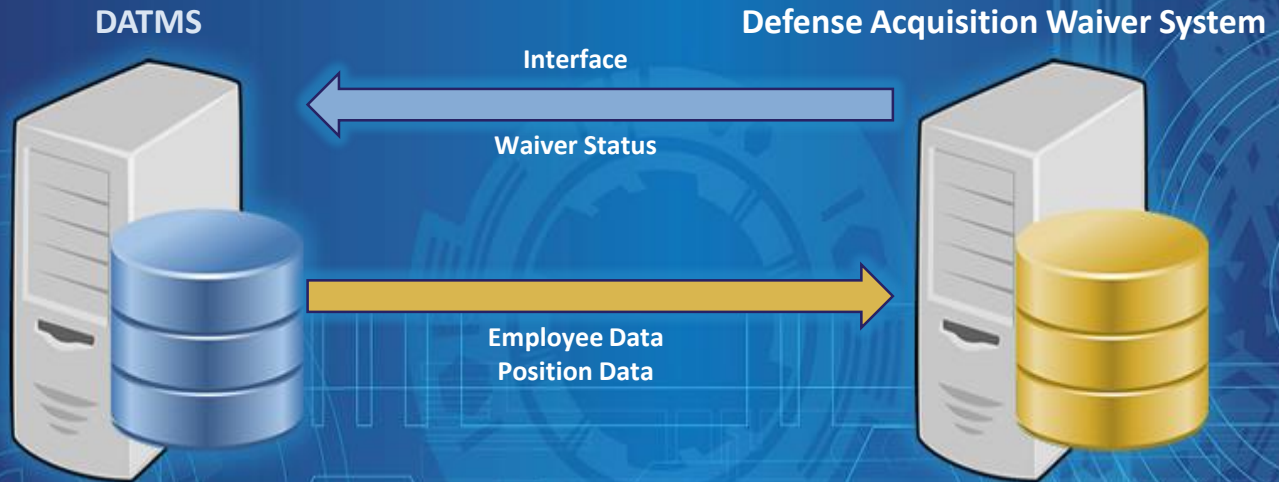 DATMS
Defense Acquisition Waiver System
Interface
Waiver Status
Employee Data
Position Data